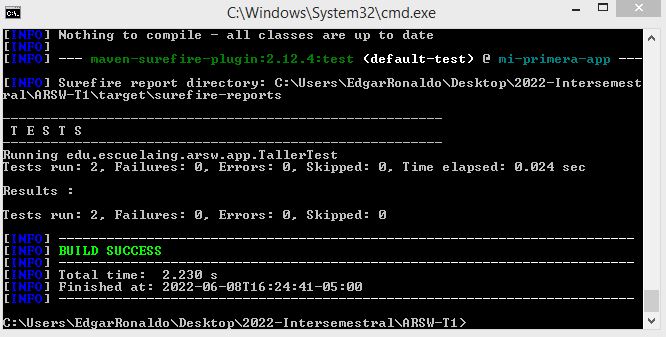 C:\Windows\System32\cmd.exe
[INFO] Nothing to compile - all classes are up to date
[INFO]
[INFO] --- maven-surefire-plugin:2.12.4:test (default-test) @ mi-primera-app ---
[INFO] Surefire report directory: C:\Users\EdgarRonaldo\Desktop\2022-Intersemest
ral\ARSW-T1\target\surefire-reports
-------------------------------------------------------
T E S T S
-------------------------------------------------------
Running edu.escuelaing.arsw.app.TallerTest
Tests run: 2, Failures: 0, Errors: 0, Skipped: 0, Time elapsed: 0.024 sec
Results :
Tests run: 2, Failures: 0, Errors: 0, Skipped: 0
[INFO] ------------------------------------------------------------------------
[INFO] BUILD SUCCESS
[INFO] ------------------------------------------------------------------------
[INFO] Total time:  2.230 s
[INFO] Finished at: 2022-06-08T16:24:41-05:00
[INFO] ------------------------------------------------------------------------
C:\Users\EdgarRonaldo\Desktop\2022-Intersemestral\ARSW-T1>